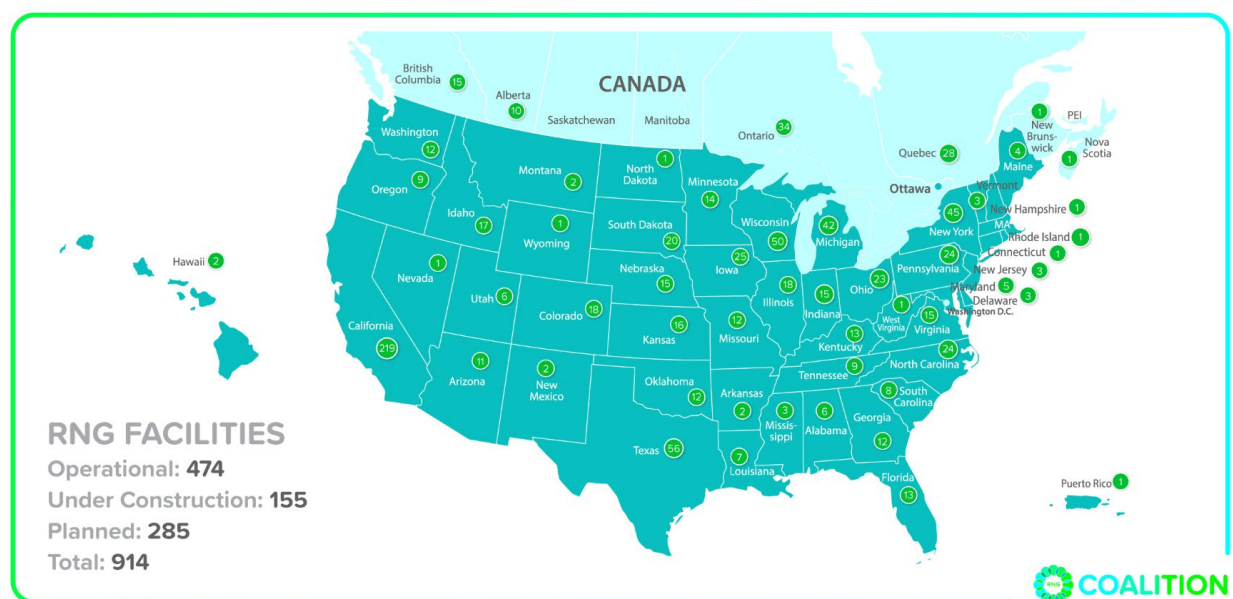 CANADA
British
Columbia
15
Alberta
10
Saskatchewan
Manitoba
Ontario
34
Quebec
28
Ottawa
1
New
Bruns-
wick
PEI
Nova
Scotia
1
Washington
12
Oregon
9
Idaho
17
Montana
2
North
Dakota
1
Minnesota
14
Wisconsin
50
Michigan
42
Maine
4
Vermont
3
New Hampshire
1
New York
45
MA
Rhode Island
1
Connecticut
1
New Jersey
3
Maryland
5
Delaware
3
Washington D.C.
Pennsylvania
24
Wyoming
1
South Dakota
20
Nebraska
15
Iowa
25
Illinois
18
Indiana
15
Ohio
23
West
Virginia
1
Virginia
15
Hawaii
2
Nevada
1
Utah
6
Colorado
18
Kansas
16
Missouri
12
Kentucky
13
Tennessee
9
North Carolina
24
South
Carolina
8
California
219
Arizona
11
New
Mexico
2
Oklahoma
12
Arkansas
2
Missis-
sippi
3
Alabama
6
Georgia
12
Texas
56
Louisiana
7
Florida
13
Puerto Rico
1
RNG FACILITIES
Operational: 474
Under Construction: 155
Planned: 285
Total: 914
RNG
COALITION